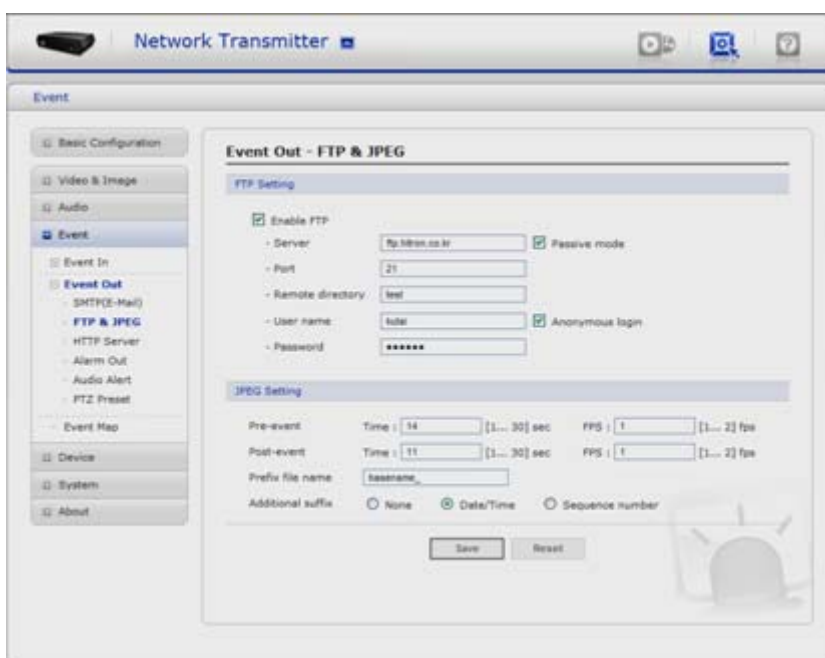 Network Transmitter
Event
Basic Configuration
Video & Image
Audio
Event
Event In
Event Out
SMTP(E-Mail)
FTP & JPEG
HTTP Server
Alarm Out
Audio Alert
PTZ Preset
Event Map
Device
System
About
Event Out - FTP & JPEG
FTP Setting
Enable FTP
- Server ftp.hitron.co.kr Passive mode
- Port 21
- Remote directory test
- User name Anonymous login
- Password ••••••
JPEG Setting
Pre-event Time : 14 [1... 30] sec FPS : 1 [1... 2] fps
Post-event Time : 11 [1... 30] sec FPS : 1 [1... 2] fps
Prefix file name basename_
Additional suffix None Date/Time Sequence number
Save Reset